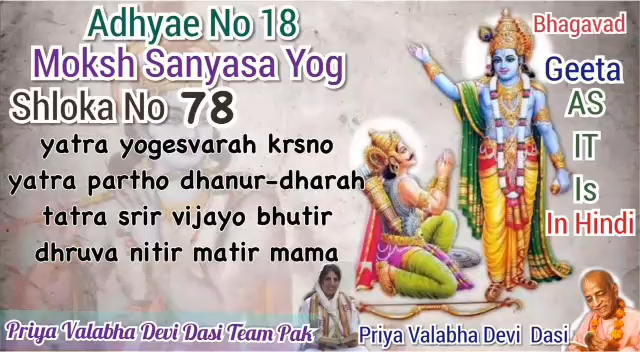 Adhyae No 18
Moksh Sanyasa Yog
Shloka No 78
yatra yogesvarah krsno
yatra partho dhanur-dharah
tatra srir vijayo bhutir
dhruva nitir matir mama
Priya Valabha Devi Dasi Team Pak
Bhagavad
Geeta
AS
IT
Is
In Hindi
Priya Valabha Devi Dasi